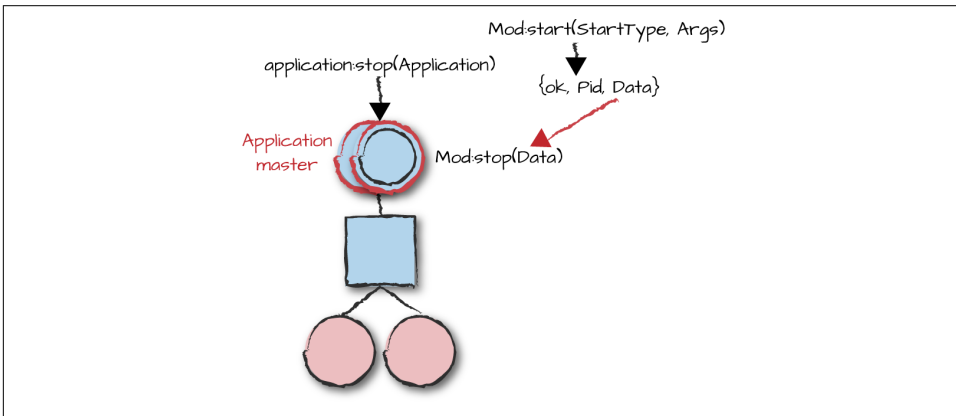 Mod:start(StartType, Args)
application:stop(Application)
{ok, Pid, Data}
Application
master
Mod:stop(Data)